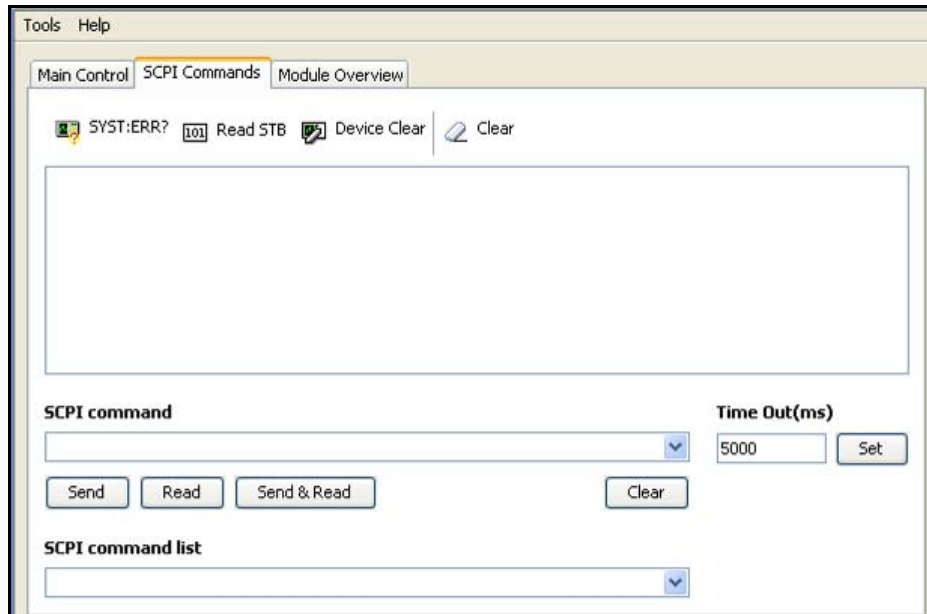 Tools Help
Main Control SCPI Commands Module Overview
SYST:ERR? 101 Read STB Device Clear Clear
SCPI command Time Out(ms)
5000 Set
Send Read Send & Read Clear
SCPI command list